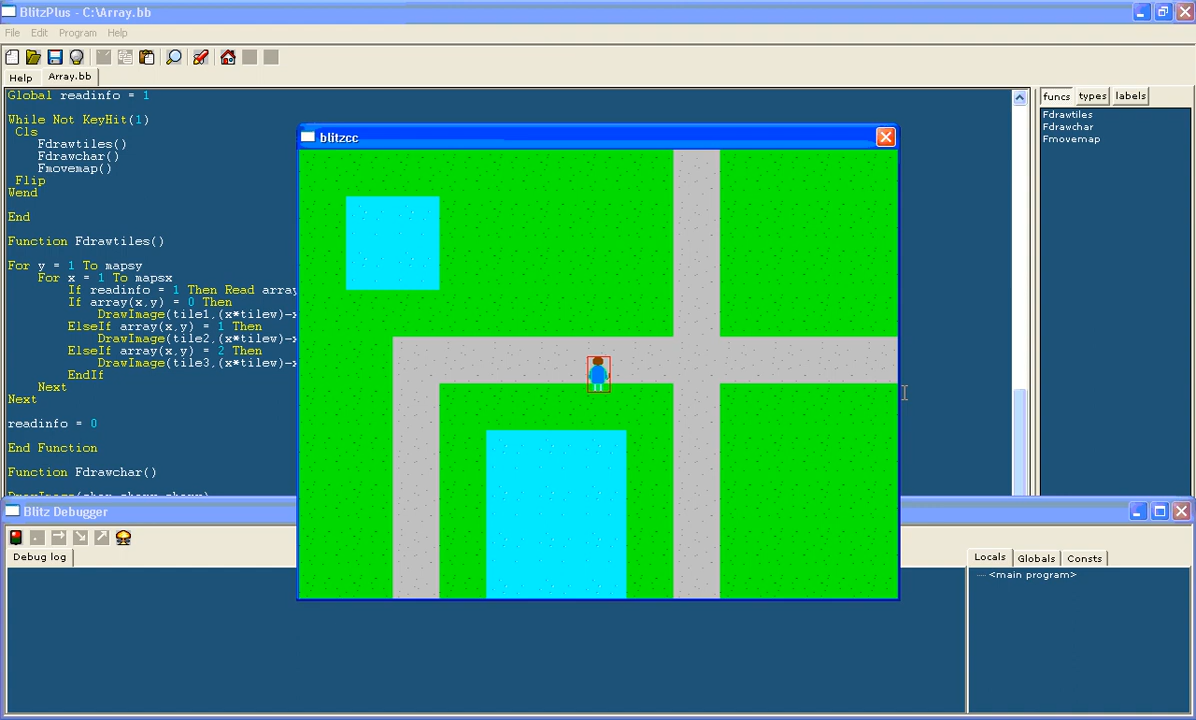 BlitzPlus - C:\Array.bb
File Edit Program Help
Help Array.bb
Global readinfo = 1
While Not KeyHit(1)
Cls
Fdrawtiles()
Fdrawchar()
Fmovemap()
Flip
Wend
End
Function Fdrawtiles()
For y = 1 To mapsy
For x = 1 To mapsx
If readinfo = 1 Then Read array
If array(x,y) = 0 Then
DrawImage(tile1,(x*tilew)-
ElseIf array(x,y) = 1 Then
DrawImage(tile2,(x*tilew)-
ElseIf array(x,y) = 2 Then
DrawImage(tile3,(x*tilew)-
EndIf
Next
Next
readinfo = 0
End Function
Function Fdrawchar()
blitzcc
funcs types labels
Fdrawtiles
Fdrawchar
Fmovemap
Blitz Debugger
Debug log
Locals Globals Consts
<main program>